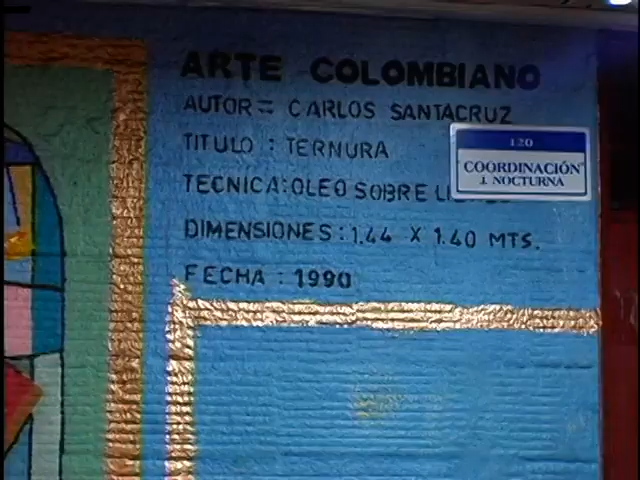 ARTE COLOMBIANO
AUTOR= CARLOS SANTACRUZ
TITULO : TERNURA
TECNICA:OLEO SOBRE
DIMENSIONES:1.44 X 1.40 MTS.
FECHA : 1990
120
COORDINACIÓN
J. NOCTURNA